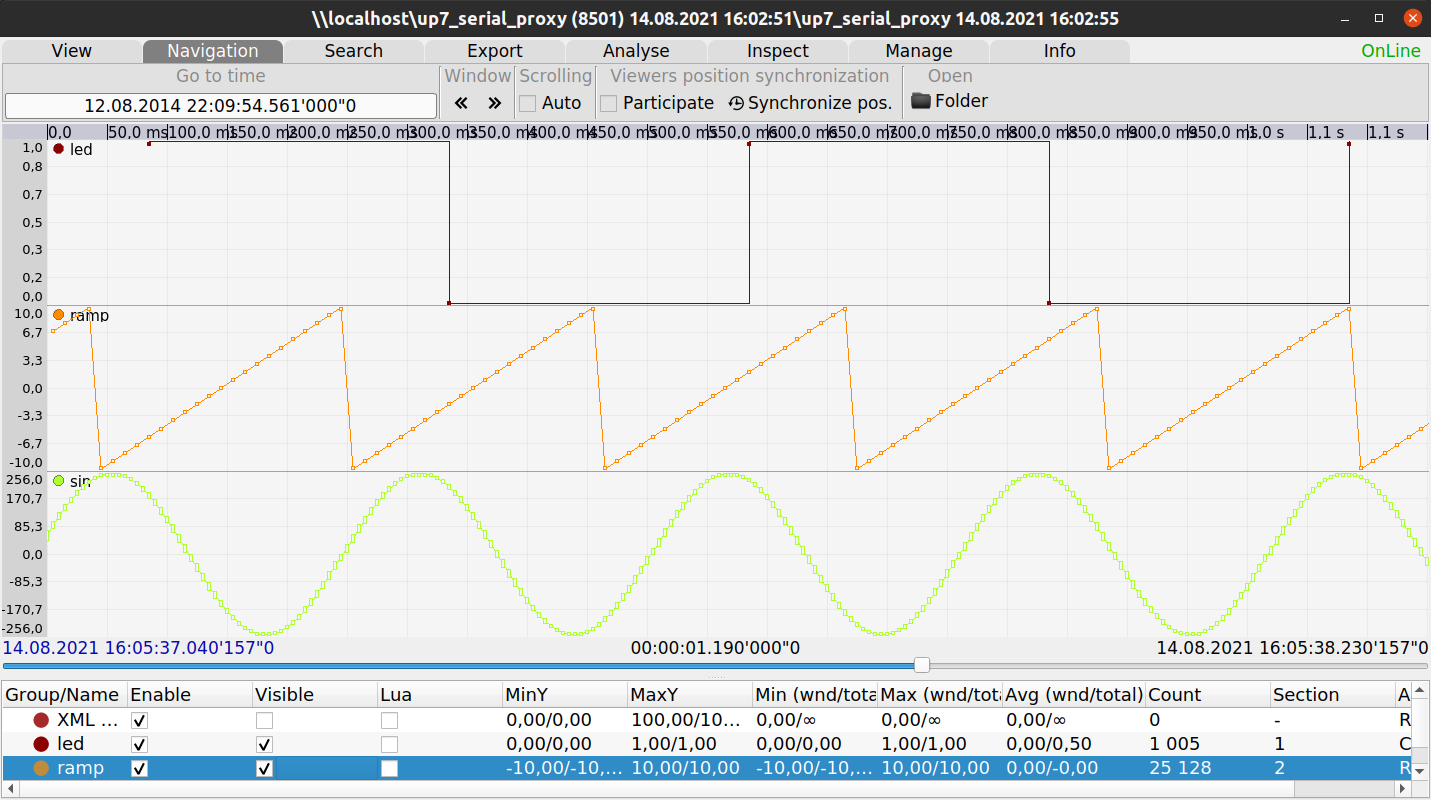 \\localhost\up7_serial_proxy (8501) 14.08.2021 16:02:51\up7_serial_proxy 14.08.2021 16:02:55
View Navigation Search Export Analyse Inspect Manage Info OnLine
Go to time Window Scrolling Viewers position synchronization Open
12.08.2014 22:09:54.561'000"0 « » Auto Participate Synchronize pos. Folder
0,0 50,0 ms 100,0 ms 150,0 ms 200,0 ms 250,0 ms 300,0 ms 350,0 ms 400,0 ms 450,0 ms 500,0 ms 550,0 ms 600,0 ms 650,0 ms 700,0 ms 750,0 ms 800,0 ms 850,0 ms 900,0 ms 950,0 ms 1,0 s 1,1 s 1,1 s
1,0 led
0,8
0,7
0,5
0,3
0,2
0,0
10,0 ramp
6,7
3,3
0,0
-3,3
-6,7
-10,0
256,0 sin
170,7
85,3
0,0
-85,3
-170,7
-256,0
14.08.2021 16:05:37.040'157"0 00:00:01.190'000"0 14.08.2021 16:05:38.230'157"0
Group/Name Enable Visible Lua MinY MaxY Min (wnd/tota Max (wnd/tota Avg (wnd/total) Count Section A
XML ... 0,00/0,00 100,00/10... 0,00/∞ 0,00/∞ 0,00/∞ 0 - R
led 0,00/0,00 1,00/1,00 0,00/0,00 1,00/1,00 0,00/0,50 1 005 1 C
ramp -10,00/-10,... 10,00/10,00 -10,00/-10,... 10,00/10,00 0,00/-0,00 25 128 2 R